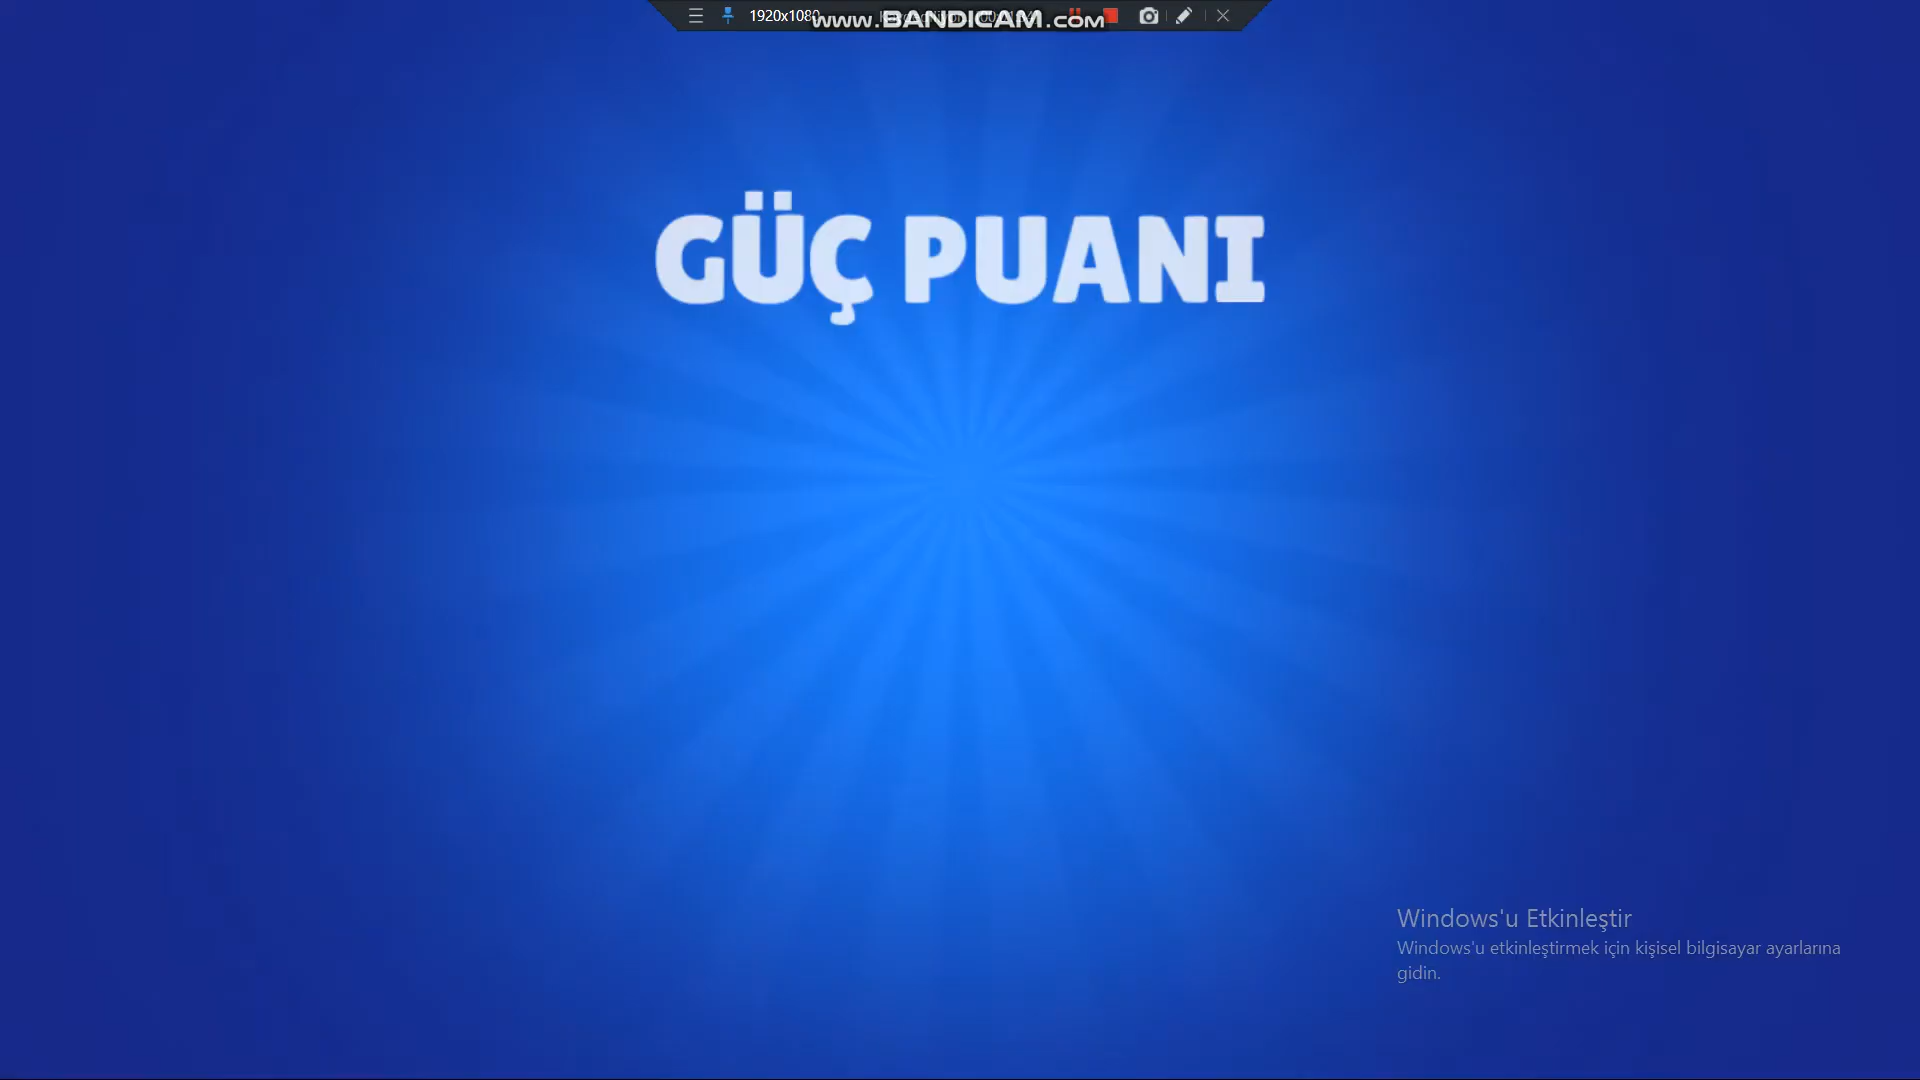 1920x1080
www.BANDICAM.com
GÜÇ PUANI
Windows'u Etkinleştir
Windows'u etkinleştirmek için kişisel bilgisayar ayarlarına
gidin.